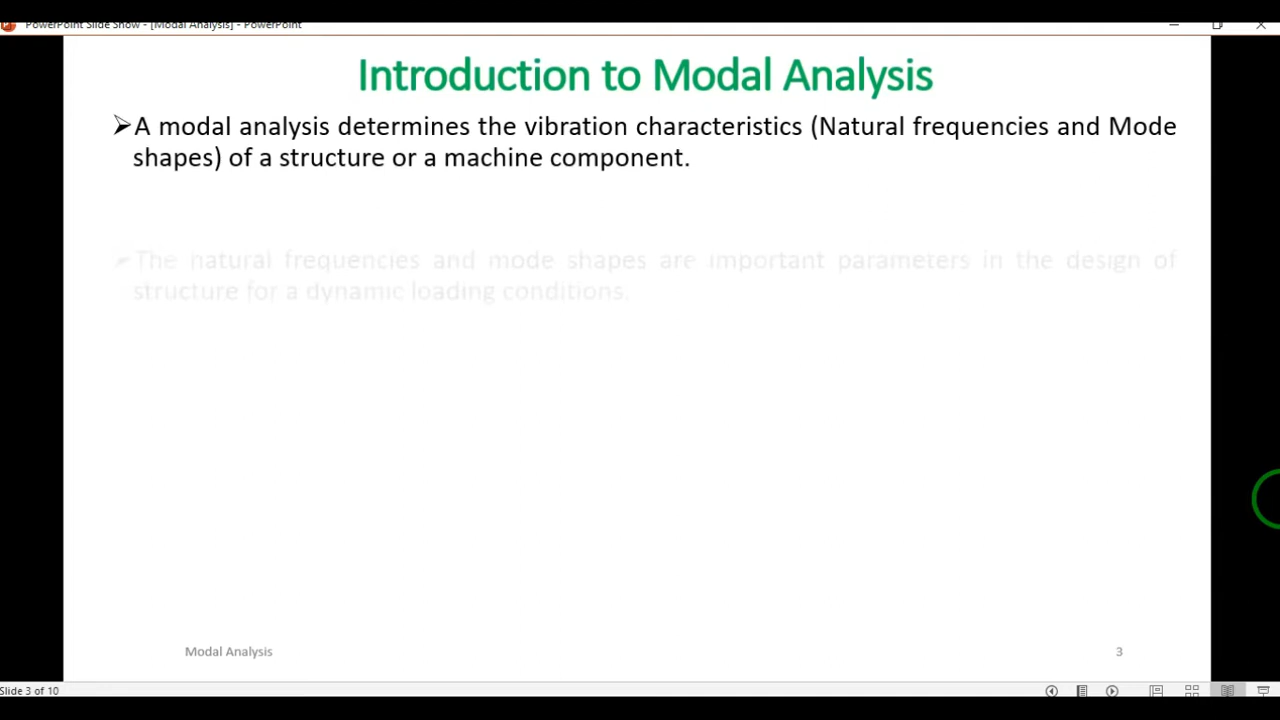 PowerPoint Slide Show - [Modal Analysis] - PowerPoint
Introduction to Modal Analysis
➢A modal analysis determines the vibration characteristics (Natural frequencies and Mode
shapes) of a structure or a machine component.
➢The natural frequencies and mode shapes are important parameters in the design of
structure for a dynamic loading conditions.
Modal Analysis
3
Slide 3 of 10